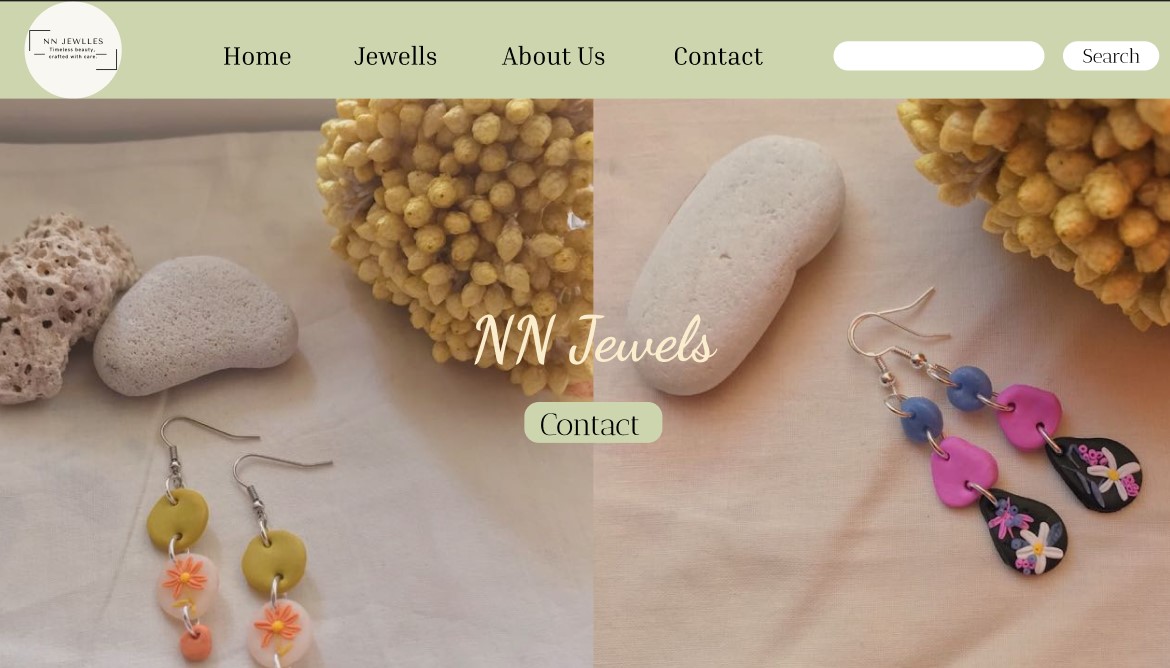 NN JEWLLES
Timeless beauty,
crafted with care.
Home
Jewells
About Us
Contact
Search
NN Jewels
Contact